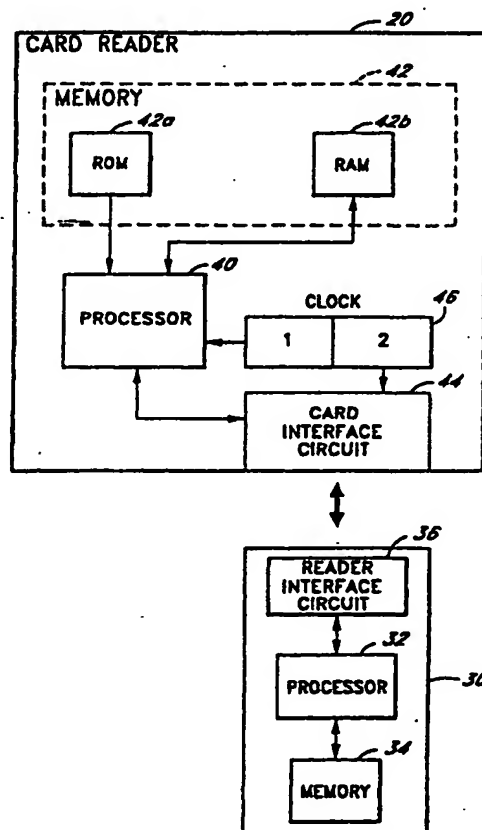 20
CARD READER
42
MEMORY
42a
42b
ROM
RAM
40
PROCESSOR
CLOCK
46
1
2
44
CARD
INTERFACE
CIRCUIT
36
READER
INTERFACE
CIRCUIT
32
PROCESSOR
30
34
MEMORY